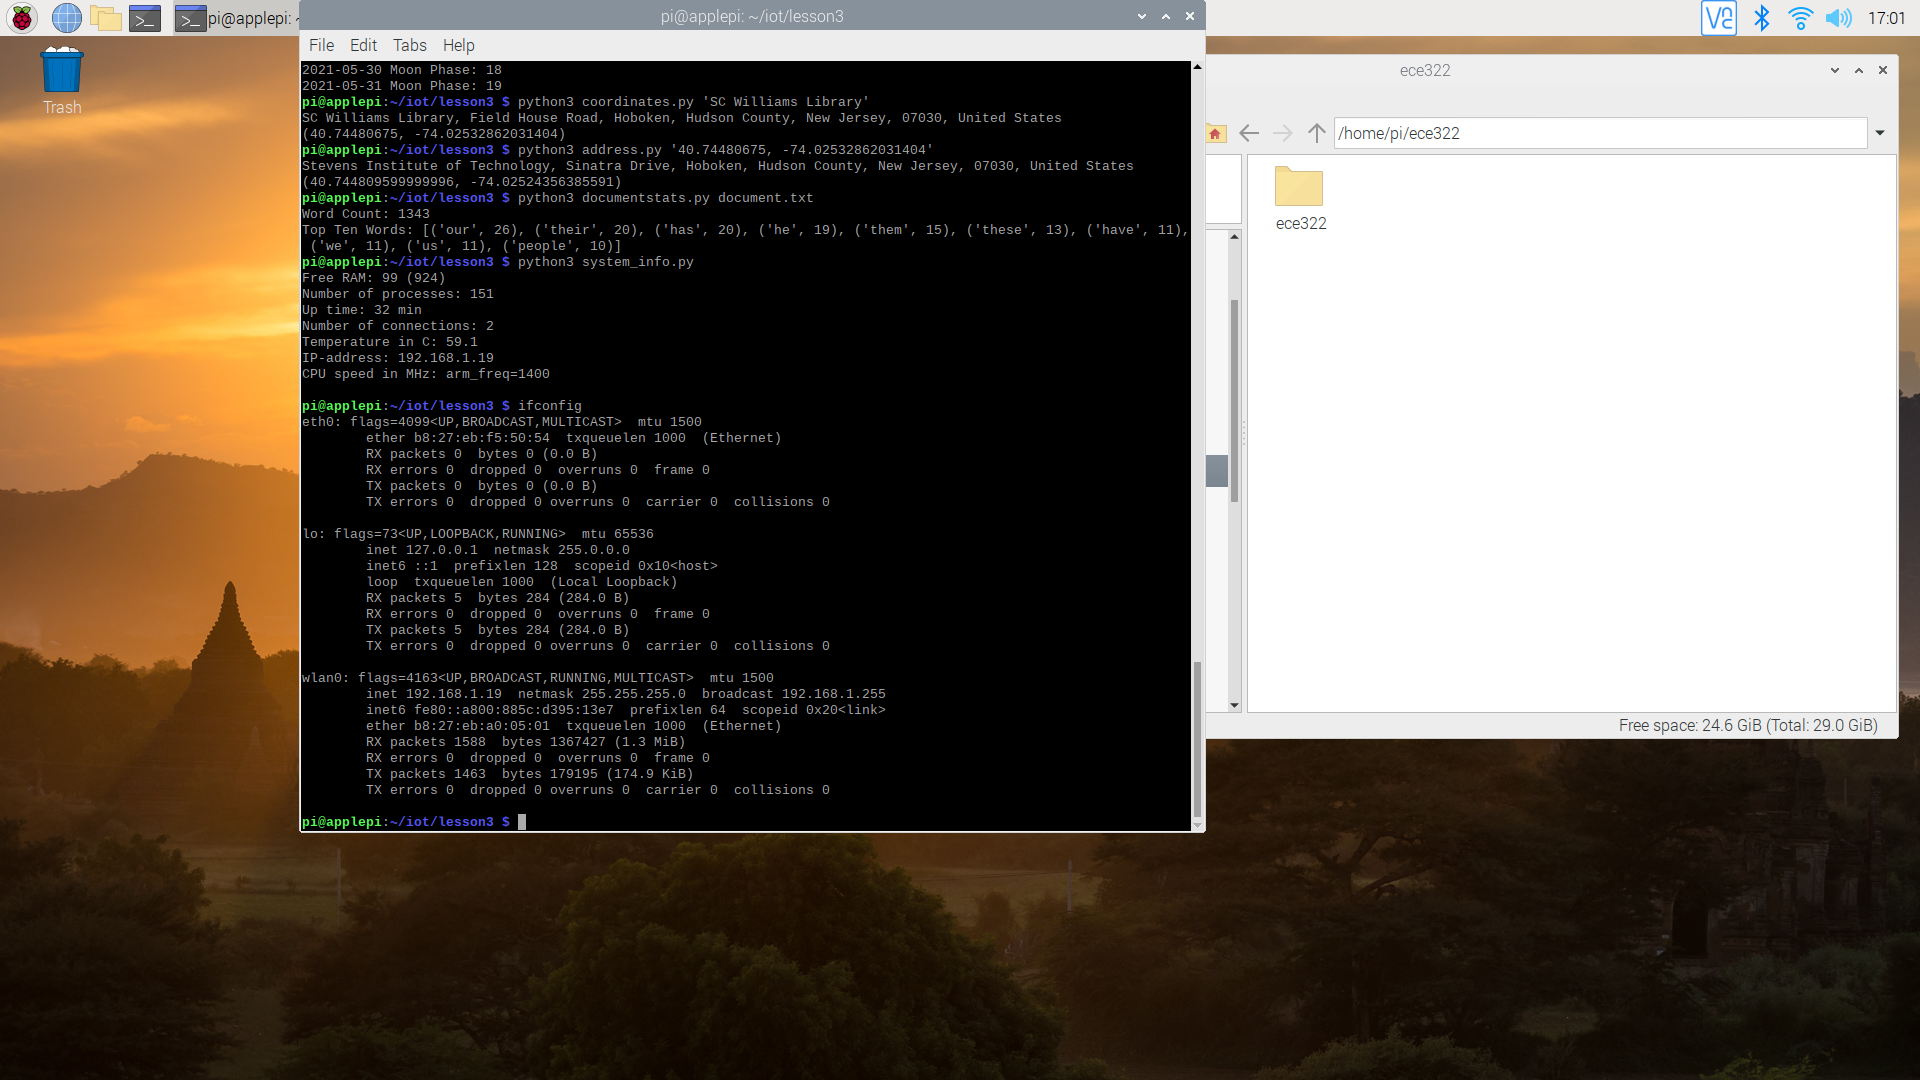 pi@applepi: ~
17:01
Trash
pi@applepi: ~/iot/lesson3
File Edit Tabs Help
2021-05-30 Moon Phase: 18
2021-05-31 Moon Phase: 19
pi@applepi:~/iot/lesson3 $ python3 coordinates.py 'SC Williams Library'
SC Williams Library, Field House Road, Hoboken, Hudson County, New Jersey, 07030, United States
(40.74480675, -74.02532862031404)
pi@applepi:~/iot/lesson3 $ python3 address.py '40.74480675, -74.02532862031404'
Stevens Institute of Technology, Sinatra Drive, Hoboken, Hudson County, New Jersey, 07030, United States
(40.744809599999996, -74.02524356385591)
pi@applepi:~/iot/lesson3 $ python3 documentstats.py document.txt
Word Count: 1343
Top Ten Words: [('our', 26), ('their', 20), ('has', 20), ('he', 19), ('them', 15), ('these', 13), ('have', 11),
 ('we', 11), ('us', 11), ('people', 10)]
pi@applepi:~/iot/lesson3 $ python3 system_info.py
Free RAM: 99 (924)
Number of processes: 151
Up time: 32 min
Number of connections: 2
Temperature in C: 59.1
IP-address: 192.168.1.19
CPU speed in MHz: arm_freq=1400
pi@applepi:~/iot/lesson3 $ ifconfig
eth0: flags=4099<UP,BROADCAST,MULTICAST>  mtu 1500
        ether b8:27:eb:f5:50:54  txqueuelen 1000  (Ethernet)
        RX packets 0  bytes 0 (0.0 B)
        RX errors 0  dropped 0  overruns 0  frame 0
        TX packets 0  bytes 0 (0.0 B)
        TX errors 0  dropped 0 overruns 0  carrier 0  collisions 0
lo: flags=73<UP,LOOPBACK,RUNNING>  mtu 65536
        inet 127.0.0.1  netmask 255.0.0.0
        inet6 ::1  prefixlen 128  scopeid 0x10<host>
        loop  txqueuelen 1000  (Local Loopback)
        RX packets 5  bytes 284 (284.0 B)
        RX errors 0  dropped 0  overruns 0  frame 0
        TX packets 5  bytes 284 (284.0 B)
        TX errors 0  dropped 0 overruns 0  carrier 0  collisions 0
wlan0: flags=4163<UP,BROADCAST,RUNNING,MULTICAST>  mtu 1500
        inet 192.168.1.19  netmask 255.255.255.0  broadcast 192.168.1.255
        inet6 fe80::a800:885c:d395:13e7  prefixlen 64  scopeid 0x20<link>
        ether b8:27:eb:a0:05:01  txqueuelen 1000  (Ethernet)
        RX packets 1588  bytes 1367427 (1.3 MiB)
        RX errors 0  dropped 0  overruns 0  frame 0
        TX packets 1463  bytes 179195 (174.9 KiB)
        TX errors 0  dropped 0 overruns 0  carrier 0  collisions 0
pi@applepi:~/iot/lesson3 $
ece322
/home/pi/ece322
ece322
Free space: 24.6 GiB (Total: 29.0 GiB)